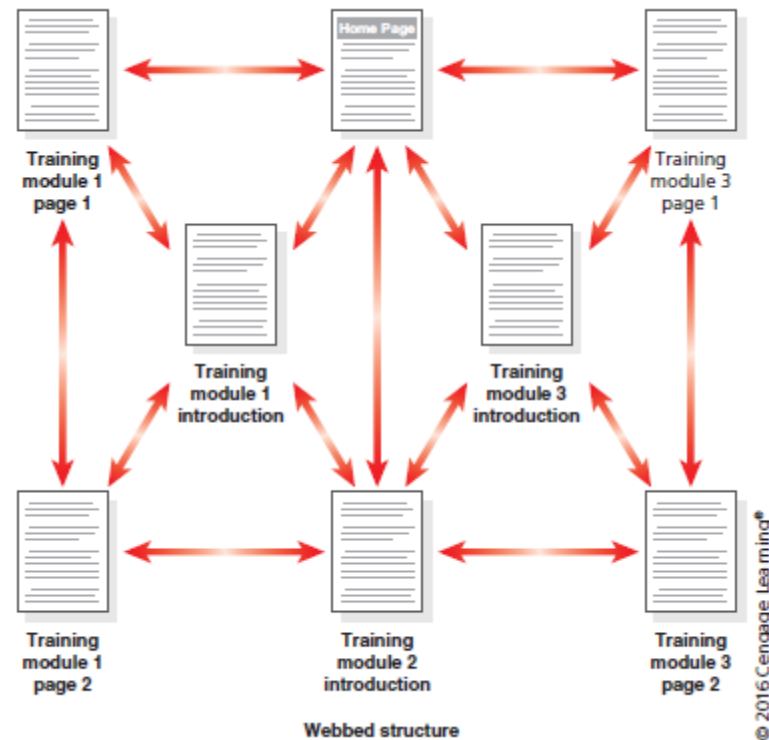 Home Page
Training
module 1
page 1
Training
module 3
page 1
Training
module 1
introduction
Training
module 3
introduction
Training
module 1
page 2
Training
module 2
introduction
Training
module 3
page 2
Webbed structure
© 2016 Cengage Learning®